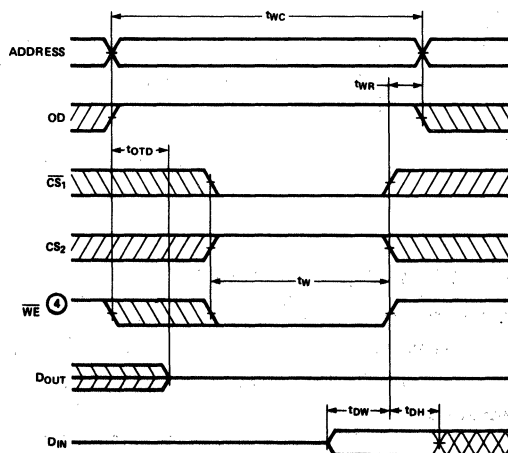 tWC
ADDRESS
tWR
OD
tOTD
CS1
CS2
tW
WE 4
DOUT
tDW tDH
DIN